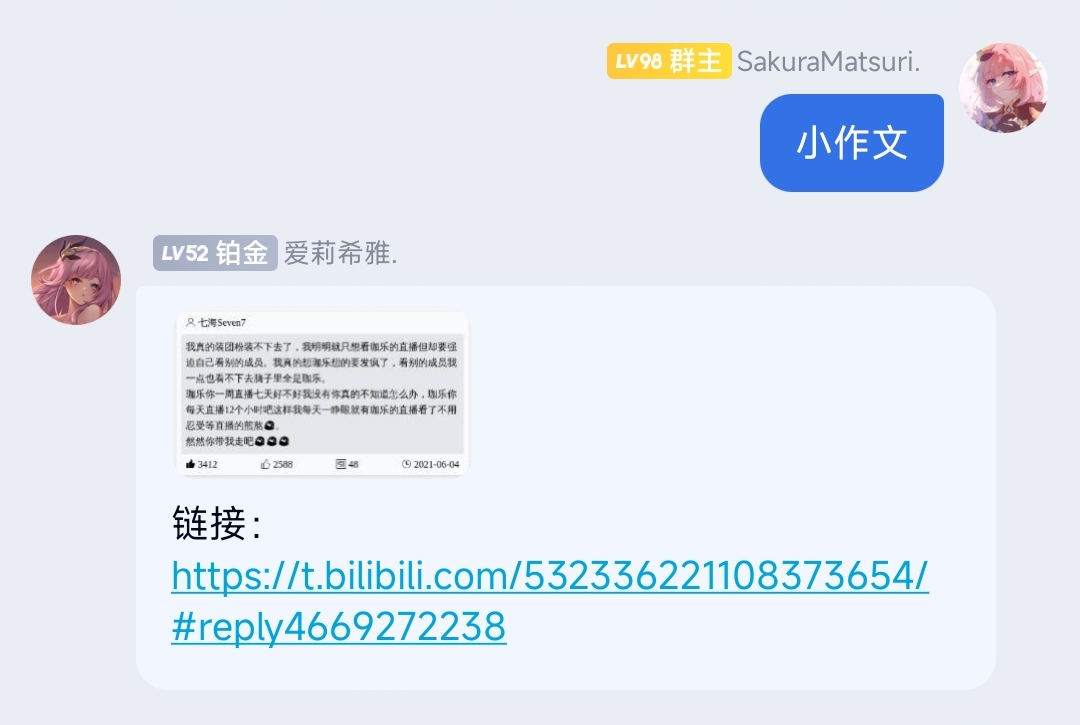 LV98 群主 SakuraMatsuri.
小作文
LV52 铂金 爱莉希雅.
七海Seven7
我真的装团粉装不下去了，我明明就只想看珈乐的直播但却要强
迫自己看别的成员。我真的想珈乐想的要发疯了，看别的成员我
一点也看不下去脑子里全是珈乐。
珈乐你一周直播七天好不好我没有你真的不知道怎么办，珈乐你
每天直播12个小时吧这样我每天一睁眼就有珈乐的直播看了不用
忍受等直播的煎熬
然然你带我走吧
3412 2588 48 2021-06-04
链接：
https://t.bilibili.com/532336221108373654/
#reply4669272238